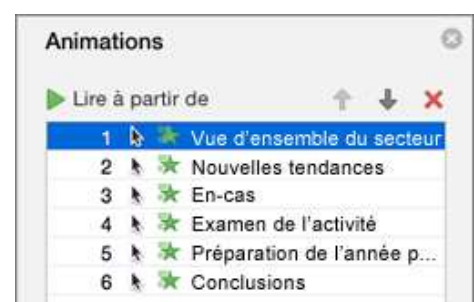 Animations
Lire à partir de
1 Vue d'ensemble du secteur
2 Nouvelles tendances
3 En-cas
4 Examen de l'activité
5 Préparation de l'année p...
6 Conclusions